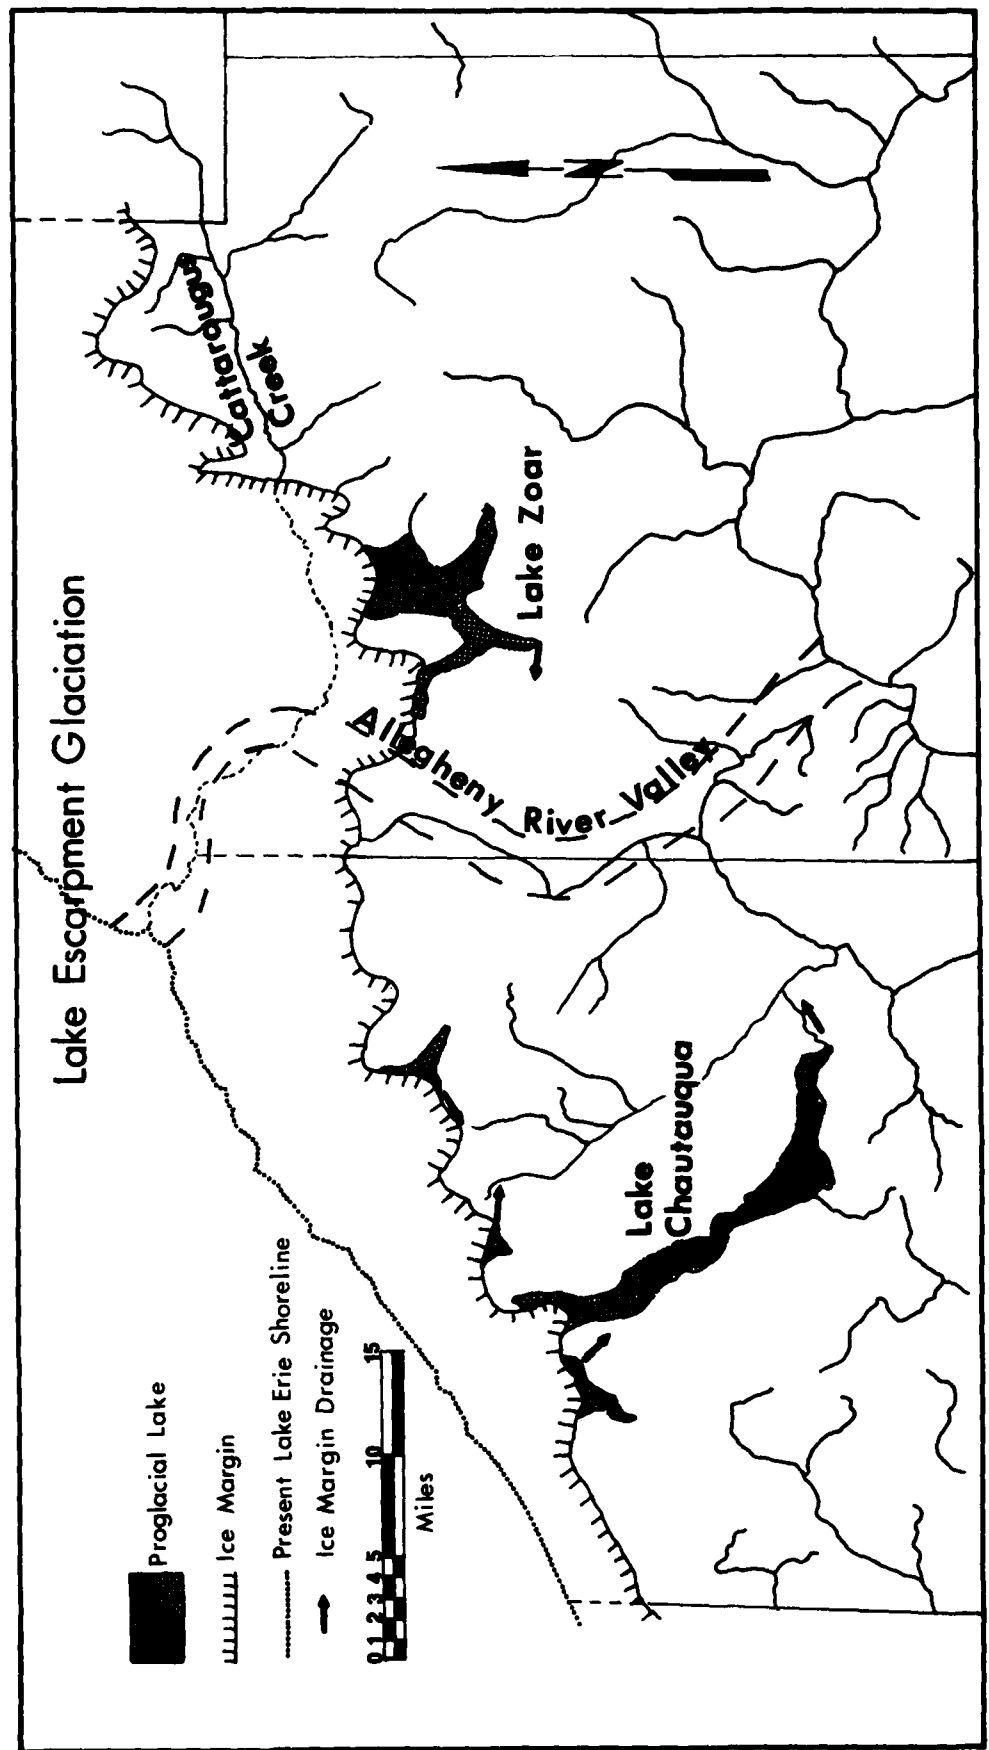 Lake Escarpment Glaciation
Proglacial Lake
Ice Margin
Present Lake Erie Shoreline
Ice Margin Drainage
0 1 2 3 4 5 10 15
Miles
Cattaraugus
Creek
Lake Zoar
Allegheny River Valley
Lake
Chautauqua
N